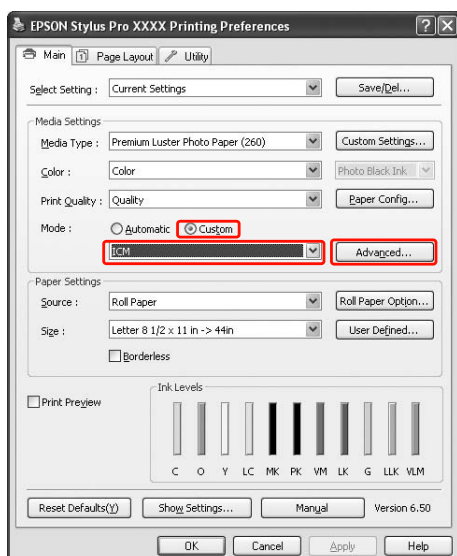 EPSON Stylus Pro XXXX Printing Preferences
Main Page Layout Utility
Select Setting : Current Settings Save/Del...
Media Settings
Media Type : Premium Luster Photo Paper (260) Custom Settings...
Color : Color Photo Black Ink
Print Quality : Quality Paper Config...
Mode : Automatic Custom
ICM Advanced...
Paper Settings
Source : Roll Paper Roll Paper Option...
Size : Letter 8 1/2 x 11 in -> 44in User Defined...
Borderless
Print Preview Ink Levels
C O Y LC MK PK VM LK G LLK VLM
Reset Defaults(Y) Show Settings... Manual Version 6.50
OK Cancel Apply Help